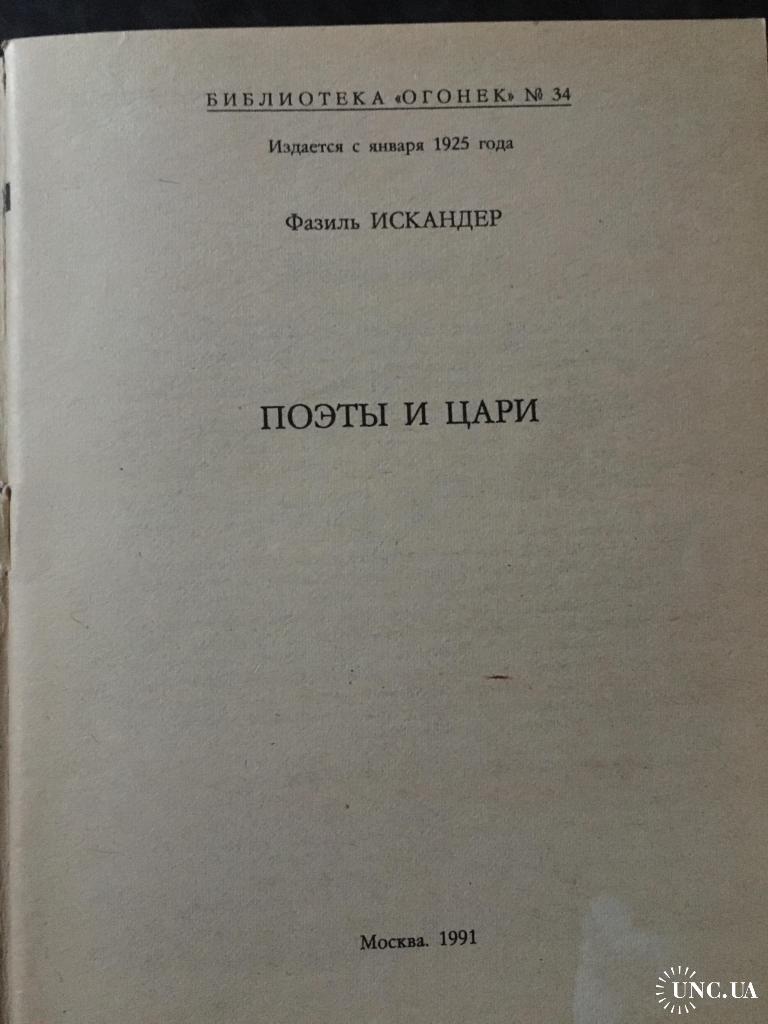 БИБЛИОТЕКА «ОГОНЕК» № 34
Издается с января 1925 года
Фазиль ИСКАНДЕР
ПОЭТЫ И ЦАРИ
Москва. 1991
UNC.UA